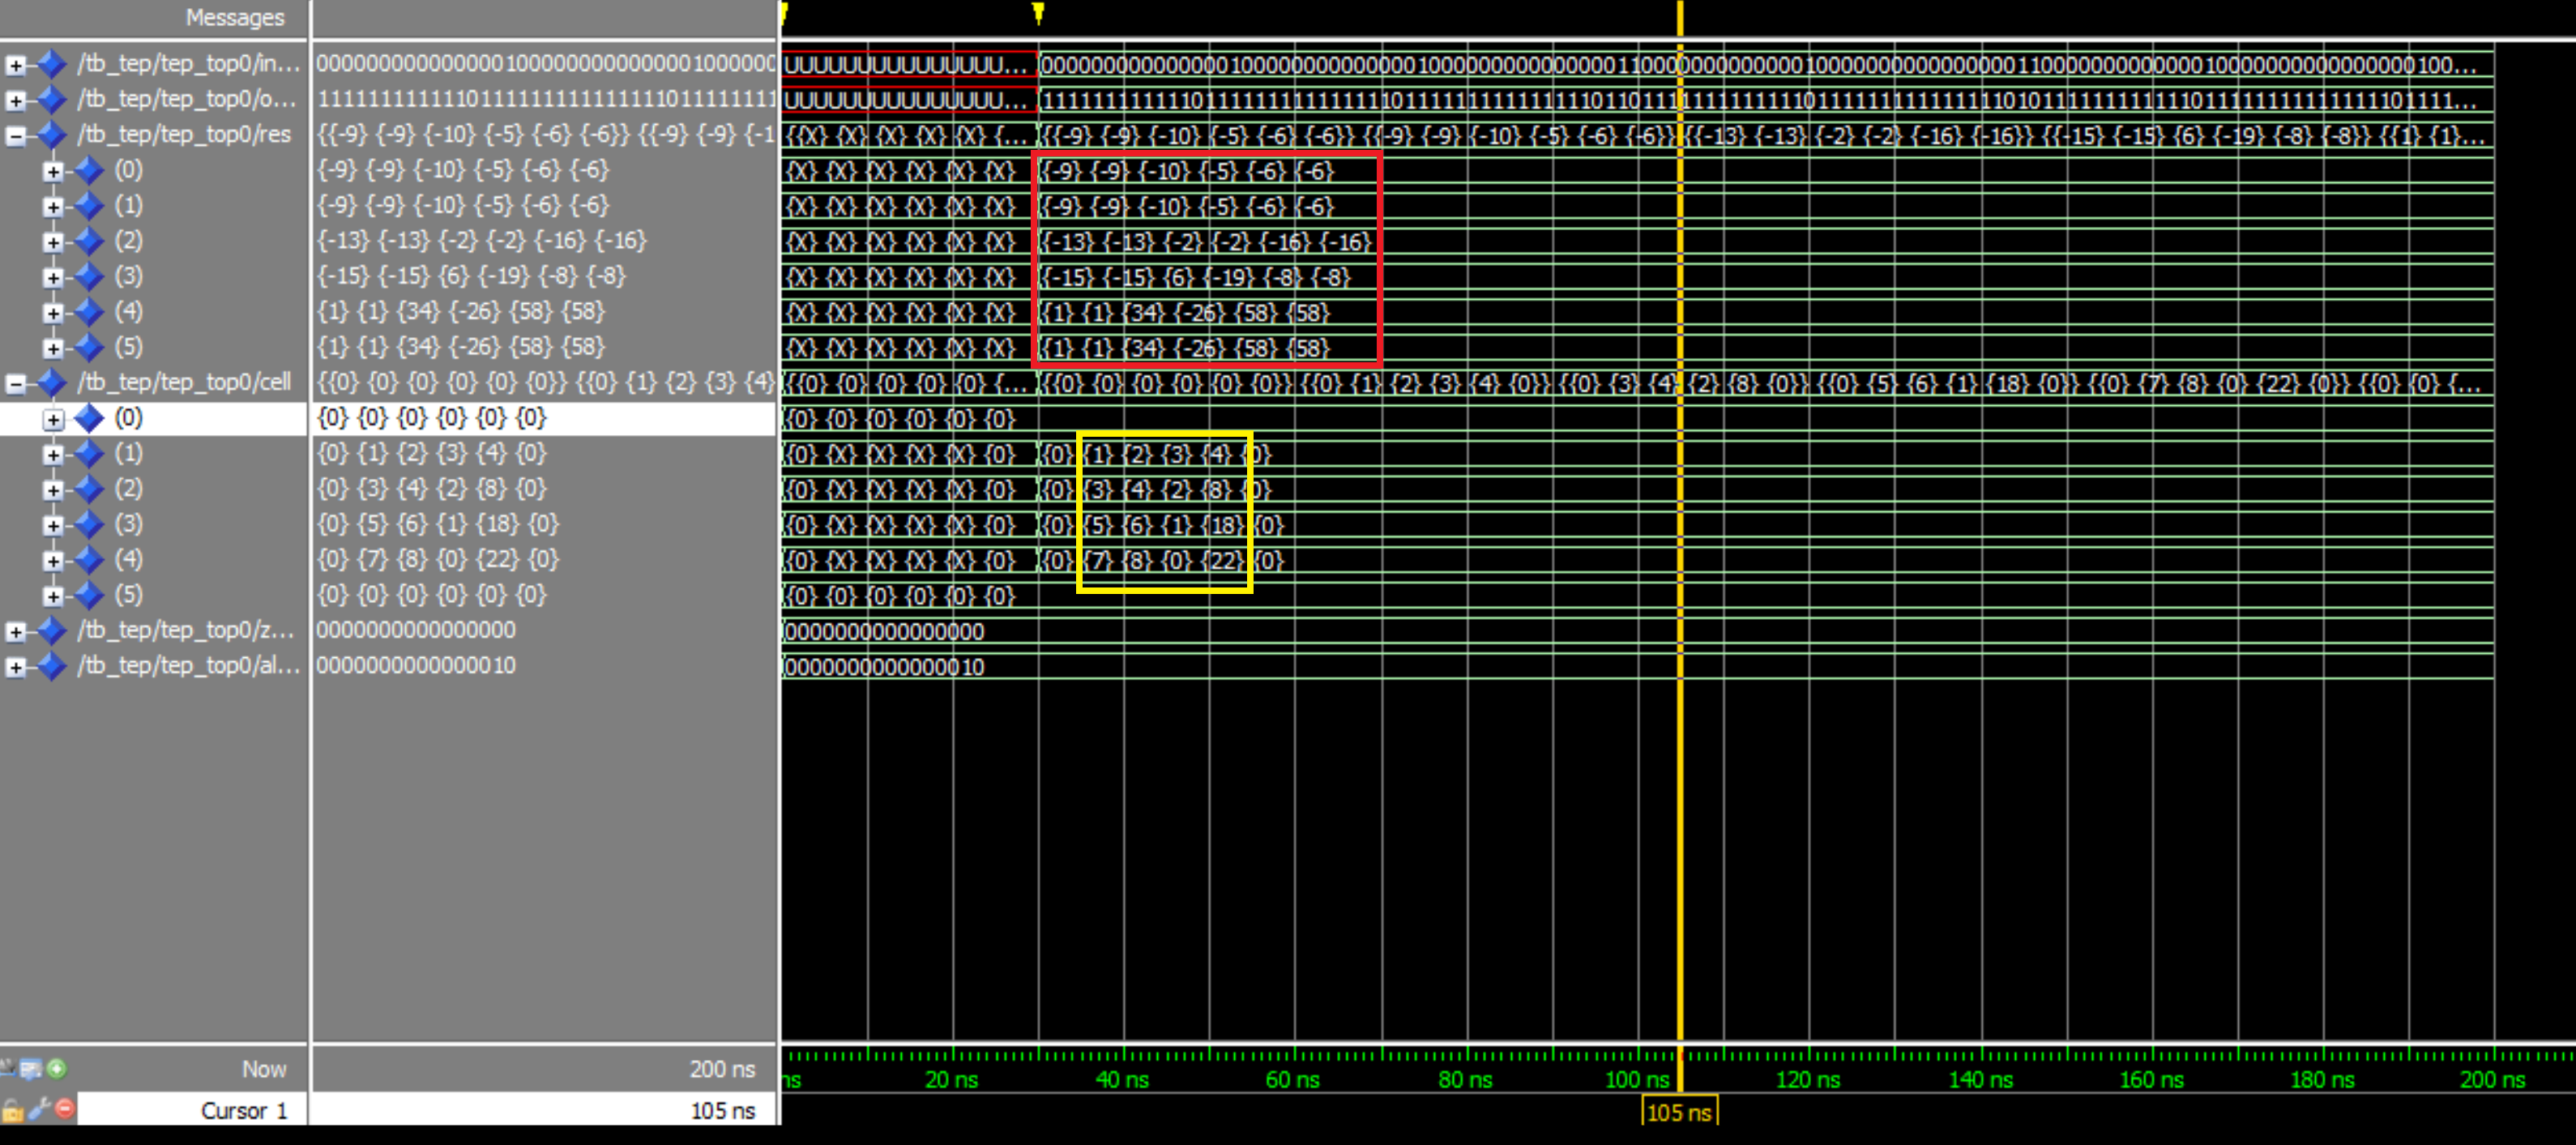 Messages
/tb_tep/tep_top0/in... 0000000000000000100000000000000001000000 UUUUUUUUUUUUUUUU...
/tb_tep/tep_top0/o... UUUUUUUUUUUUUUUU...
/tb_tep/tep_top0/res {{-9} {-9} {-10} {-5} {-6} {-6}} {{-9} {-9} {-1 {{X} {X} {X} {X} {X} {... {{-9} {-9} {-10} {-5} {-6} {-6}} {{-9} {-9} {-10} {-5} {-6} {-6}} {{-13} {-13} {-2} {-2} {-16} {-16}} {{-15} {-15} {6} {-19} {-8} {-8}} {{1} {1}...
(0) {-9} {-9} {-10} {-5} {-6} {-6} {X} {X} {X} {X} {X} {X} {-9} {-9} {-10} {-5} {-6} {-6}
(1) {-9} {-9} {-10} {-5} {-6} {-6} {X} {X} {X} {X} {X} {X} {-9} {-9} {-10} {-5} {-6} {-6}
(2) {-13} {-13} {-2} {-2} {-16} {-16} {X} {X} {X} {X} {X} {X} {-13} {-13} {-2} {-2} {-16} {-16}
(3) {-15} {-15} {6} {-19} {-8} {-8} {X} {X} {X} {X} {X} {X} {-15} {-15} {6} {-19} {-8} {-8}
(4) {1} {1} {34} {-26} {58} {58} {X} {X} {X} {X} {X} {X} {1} {1} {34} {-26} {58} {58}
(5) {1} {1} {34} {-26} {58} {58} {X} {X} {X} {X} {X} {X} {1} {1} {34} {-26} {58} {58}
/tb_tep/tep_top0/cell {{0} {0} {0} {0} {0} {0}} {{0} {1} {2} {3} {4} {{0} {0} {0} {0} {0} {... {{0} {0} {0} {0} {0} {0}} {{0} {1} {2} {3} {4} {0}} {{0} {3} {4} {2} {8} {0}} {{0} {5} {6} {1} {18} {0}} {{0} {7} {8} {0} {22} {0}} {{0} {0} {...
(0) {0} {0} {0} {0} {0} {0} {0} {0} {0} {0} {0} {0}
(1) {0} {1} {2} {3} {4} {0} {0} {X} {X} {X} {X} {0} {0} {1} {2} {3} {4} {0}
(2) {0} {3} {4} {2} {8} {0} {0} {X} {X} {X} {X} {0} {0} {3} {4} {2} {8} {0}
(3) {0} {5} {6} {1} {18} {0} {0} {X} {X} {X} {X} {0} {0} {5} {6} {1} {18} {0}
(4) {0} {7} {8} {0} {22} {0} {0} {X} {X} {X} {X} {0} {0} {7} {8} {0} {22} {0}
(5) {0} {0} {0} {0} {0} {0} {0} {0} {0} {0} {0} {0}
/tb_tep/tep_top0/z... 0000000000000000 0000000000000000
/tb_tep/tep_top0/al... 0000000000000010 0000000000000010
Now 200 ns ns 20 ns 40 ns 60 ns 80 ns 100 ns 120 ns 140 ns 160 ns 180 ns 200 ns
Cursor 1 105 ns 105 ns